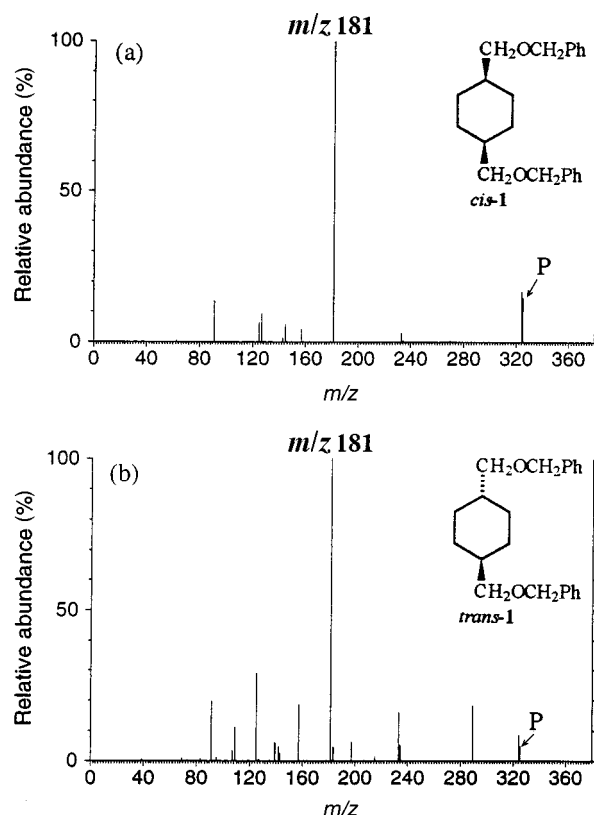 m/z 181
(a)
100
50
0
Relative abundance (%)
CH2OCH2Ph
CH2OCH2Ph
cis-1
P
0 40 80 120 160 200 240 280 320 360
m/z
m/z 181
(b)
100
50
0
Relative abundance (%)
CH2OCH2Ph
CH2OCH2Ph
trans-1
P
0 40 80 120 160 200 240 280 320 360
m/z